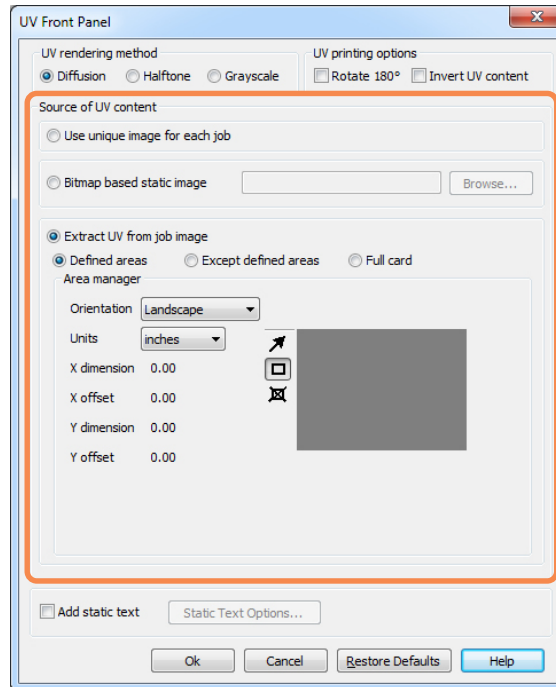 UV Front Panel
UV rendering method
Diffusion Halftone Grayscale
UV printing options
Rotate 180° Invert UV content
Source of UV content
Use unique image for each job
Bitmap based static image Browse...
Extract UV from job image
Defined areas Except defined areas Full card
Area manager
Orientation Landscape
Units inches
X dimension 0.00
X offset 0.00
Y dimension 0.00
Y offset 0.00
Add static text Static Text Options...
Ok Cancel Restore Defaults Help